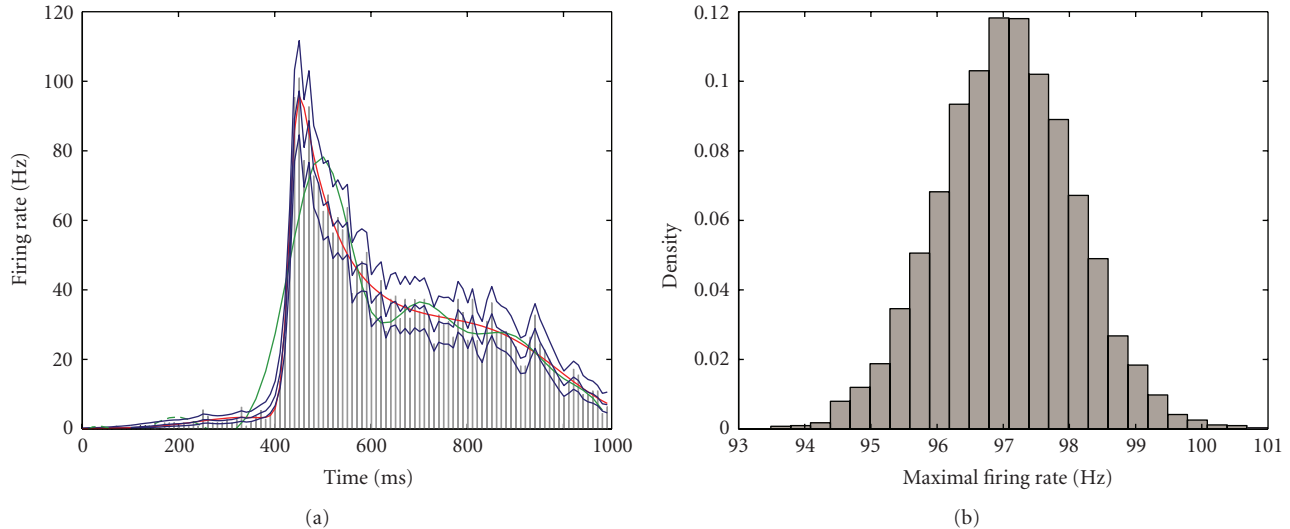 120
100
80
60
40
20
0
Firing rate (Hz)
0 200 400 600 800 1000
Time (ms)
(a)
0.12
0.1
0.08
0.06
0.04
0.02
0
Density
93 94 95 96 97 98 99 100 101
Maximal firing rate (Hz)
(b)